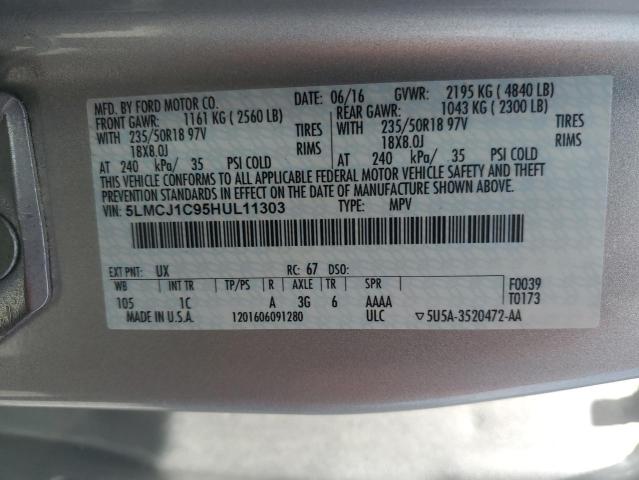 MFD. BY FORD MOTOR CO.
DATE: 06/16 GVWR: 2195 KG ( 4840 LB)
FRONT GAWR: 1161 KG ( 2560 LB) REAR GAWR: 1043 KG ( 2300 LB)
WITH 235/50R18 97V TIRES WITH 235/50R18 97V TIRES
18X8.0J RIMS 18X8.0J RIMS
AT 240 kPa/ 35 PSI COLD AT 240 kPa/ 35 PSI COLD
THIS VEHICLE CONFORMS TO ALL APPLICABLE FEDERAL MOTOR VEHICLE SAFETY AND THEFT
PREVENTION STANDARDS IN EFFECT ON THE DATE OF MANUFACTURE SHOWN ABOVE.
VIN: 5LMCJ1C95HUL11303 TYPE: MPV
EXT PNT: UX RC: 67 DSO:
WB INT TR TP/PS R AXLE TR SPR F0039
105 1C A 3G 6 AAAA T0173
MADE IN U.S.A. 1201606091280 ULC ▽5U5A-3520472-AA